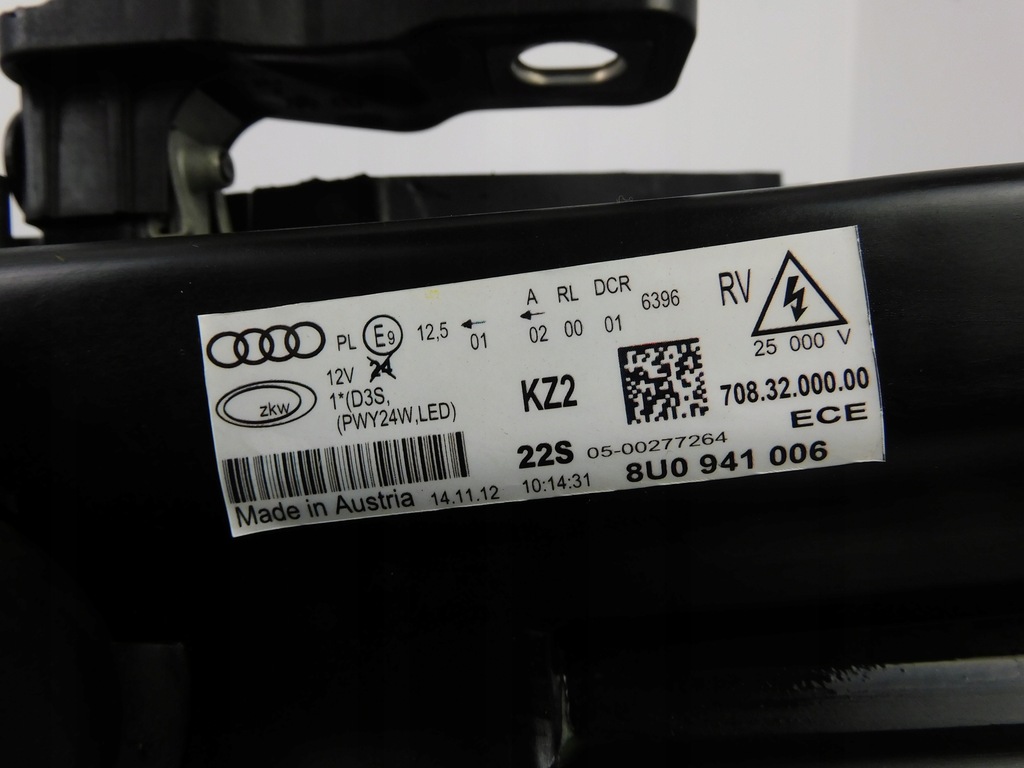 PL E9 12,5 01 A 02 RL 00 DCR 01 6396 RV
25 000 V
12V 24
zkw
1*(D3S,
(PWY24W,LED)
KZ2
708.32.000.00
ECE
22S 05-00277264
8U0 941 006
Made in Austria 14.11.12 10:14:31